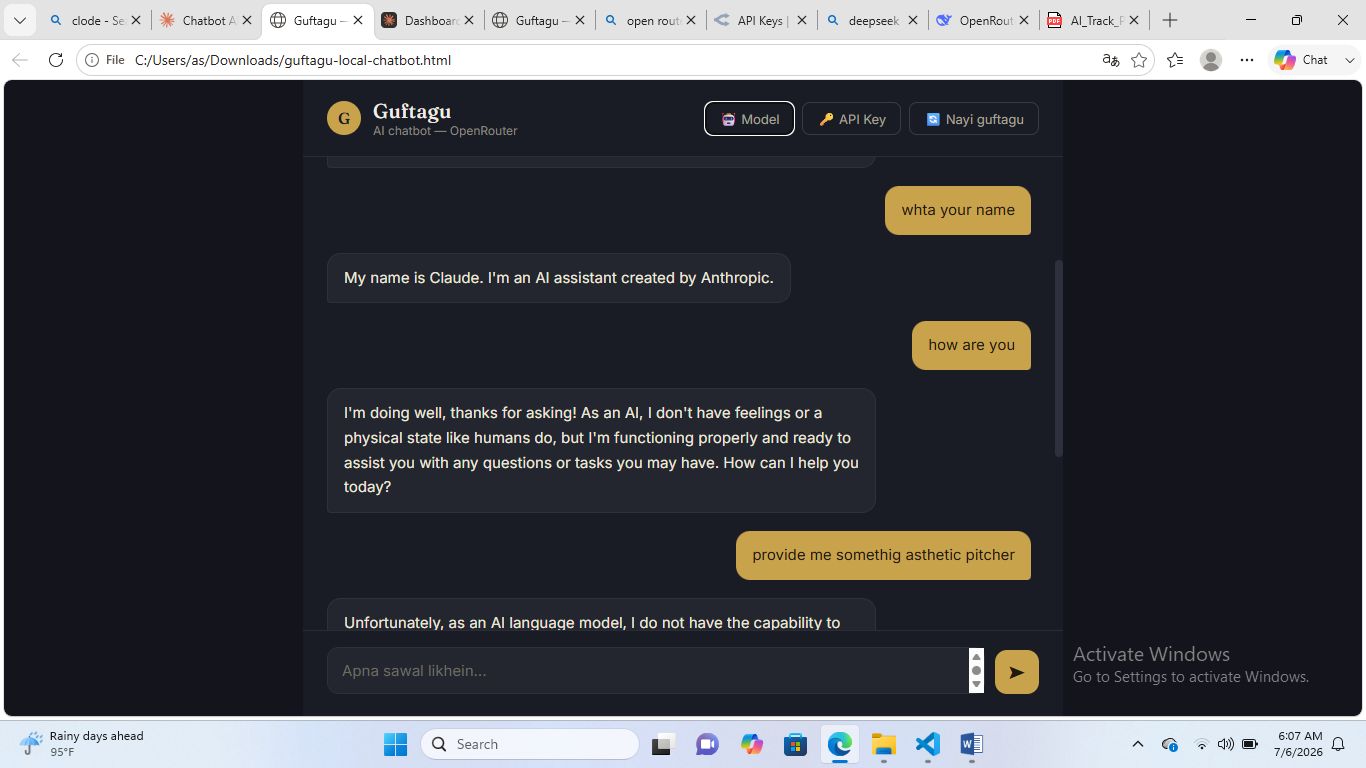 clode - Se
Chatbot A
Guftagu —
Dashboard
Guftagu —
open route
API Keys |
deepseek
OpenRout
AI_Track_P
File
C:/Users/as/Downloads/guftagu-local-chatbot.html
Chat
G
Guftagu
AI chatbot — OpenRouter
Model
API Key
Nayi guftagu
whta your name
My name is Claude. I'm an AI assistant created by Anthropic.
how are you
I'm doing well, thanks for asking! As an AI, I don't have feelings or a
physical state like humans do, but I'm functioning properly and ready to
assist you with any questions or tasks you may have. How can I help you
today?
provide me somethig asthetic pitcher
Unfortunately, as an AI language model, I do not have the capability to
Apna sawal likhein...
Activate Windows
Go to Settings to activate Windows.
Rainy days ahead
95°F
Search
6:07 AM
7/6/2026